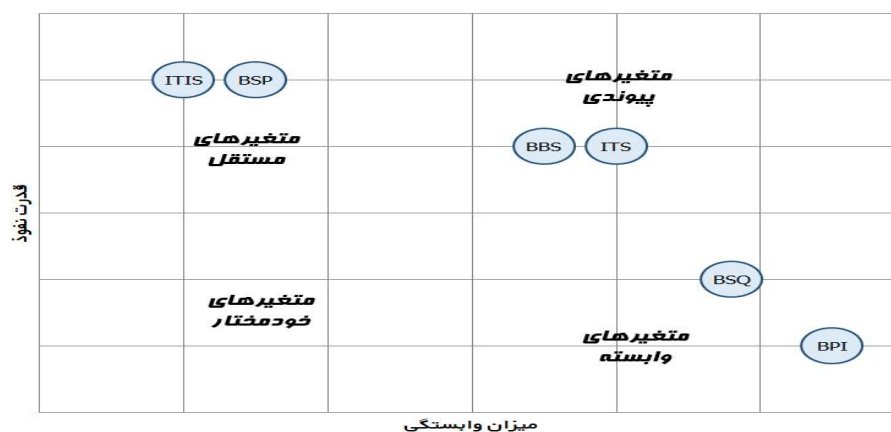 متغیرهای
پیوندی
ITIS
BSP
متغیرهای
مستقل
BBS
ITS
قدرت نفوذ
BSQ
متغیرهای
خودمختار
متغیرهای
وابسته
BPI
میزان وابستگی